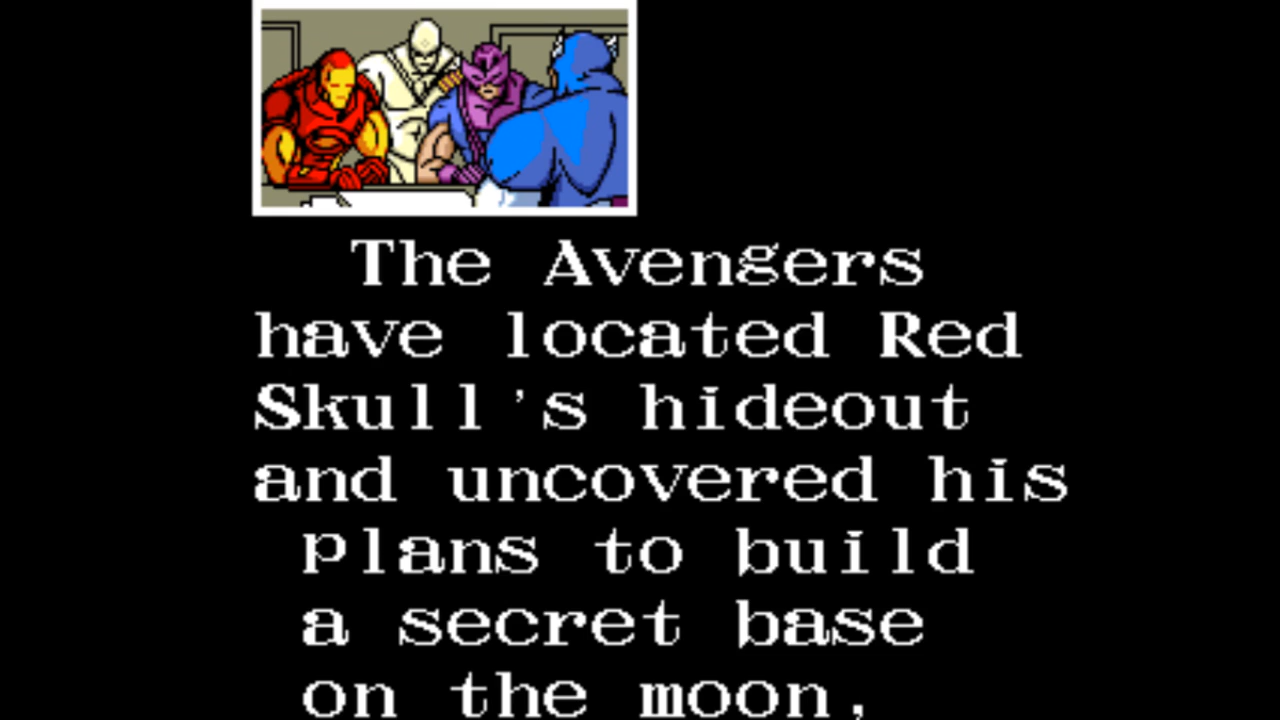 The Avengers
have located Red
Skull's hideout
and uncovered his
plans to build
a secret base
on the moon.